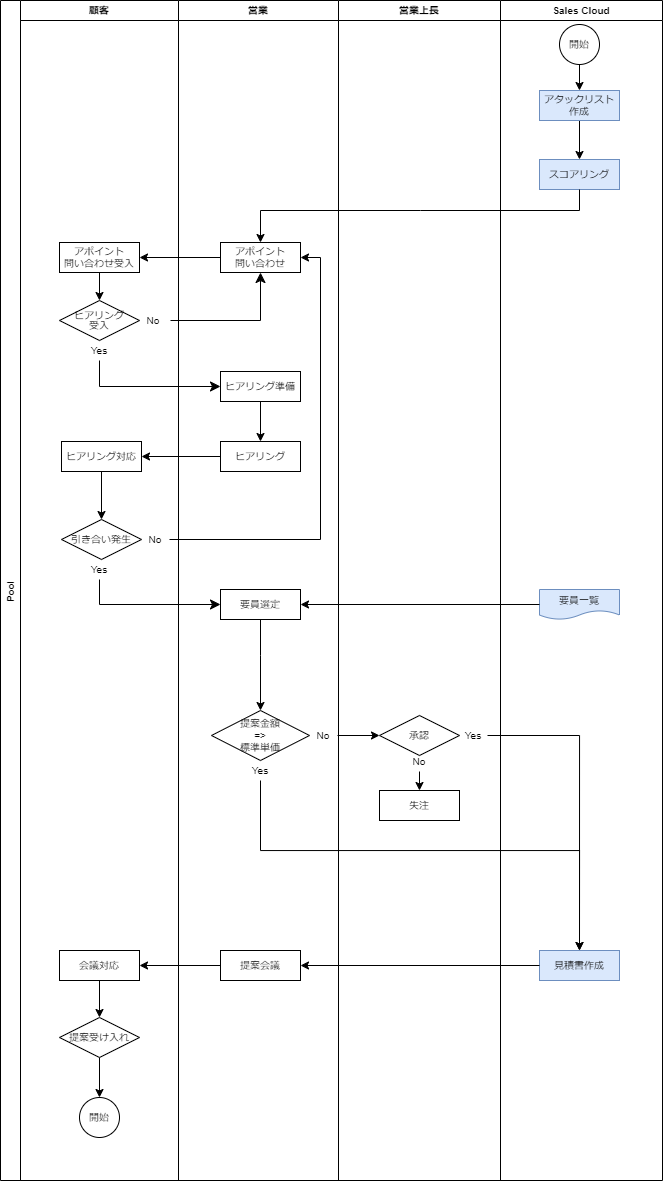 顧客
営業
営業上長
Sales Cloud
開始
アタックリスト
作成
スコアリング
アポイント
問い合わせ受入
アポイント
問い合わせ
ヒアリング
受入
No
Yes
ヒアリング準備
ヒアリング対応
ヒアリング
引き合い発生
No
Yes
Pool
要員選定
要員一覧
提案金額
=>
標準単価
No
承認
Yes
Yes
No
失注
会議対応
提案会議
見積書作成
提案受け入れ
開始